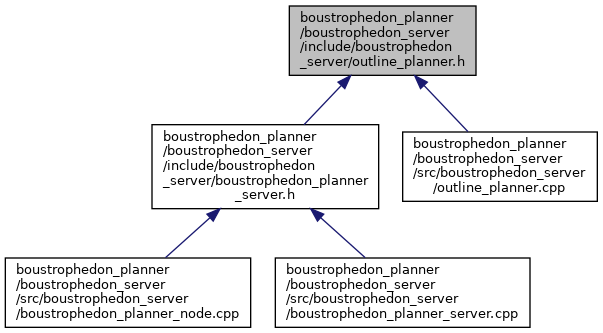 boustrophedon_planner
/boustrophedon_server
/include/boustrophedon
_server/outline_planner.h
boustrophedon_planner
/boustrophedon_server
/include/boustrophedon
_server/boustrophedon_planner
_server.h
boustrophedon_planner
/boustrophedon_server
/src/boustrophedon_server
/outline_planner.cpp
boustrophedon_planner
/boustrophedon_server
/src/boustrophedon_server
/boustrophedon_planner_node.cpp
boustrophedon_planner
/boustrophedon_server
/src/boustrophedon_server
/boustrophedon_planner_server.cpp